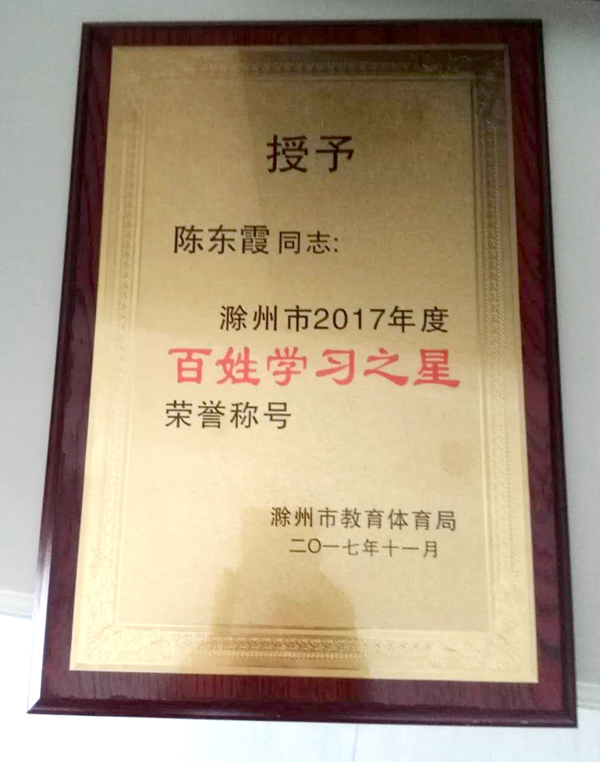 授予
陈东霞同志:
滁州市2017年度
百姓学习之星
荣誉称号
滁州市教育体育局
二〇一七年十一月